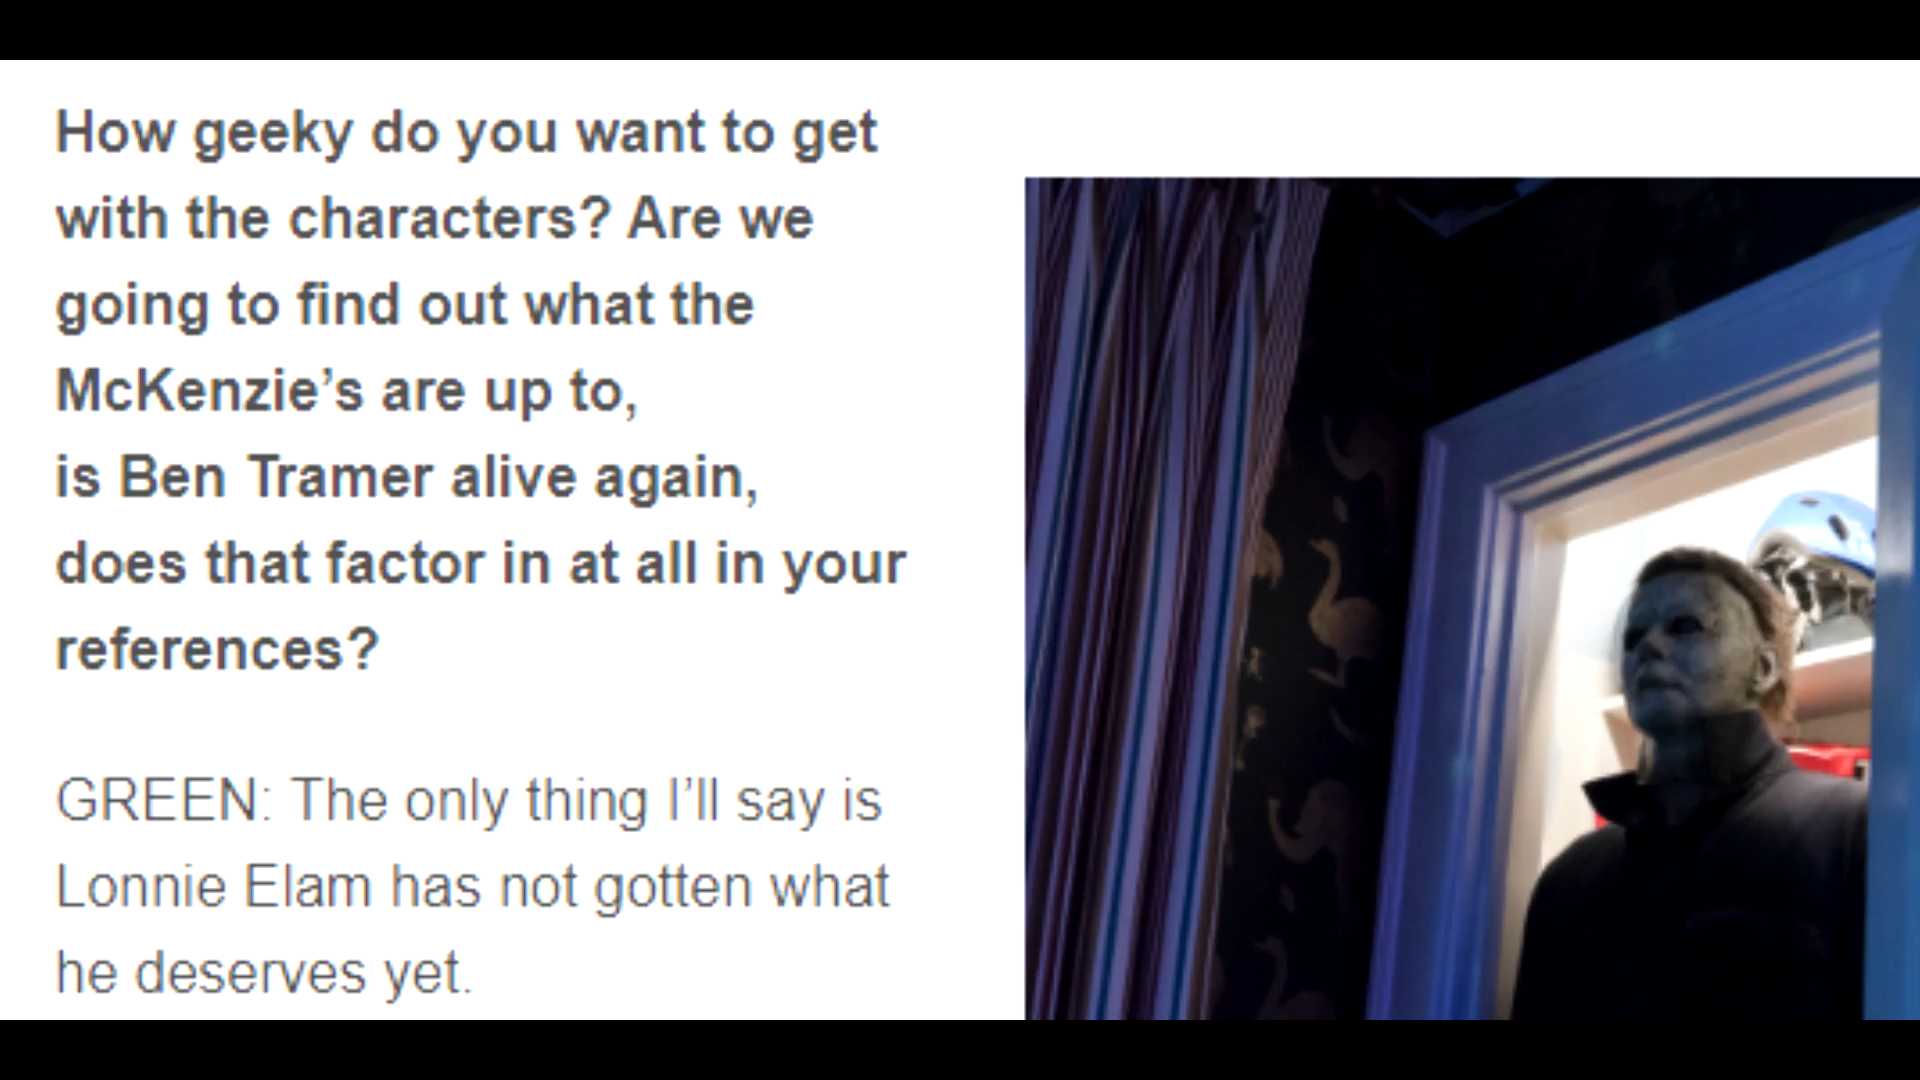 How geeky do you want to get
with the characters? Are we
going to find out what the
McKenzie’s are up to,
is Ben Tramer alive again,
does that factor in at all in your
references?
GREEN: The only thing I’ll say is
Lonnie Elam has not gotten what
he deserves yet.